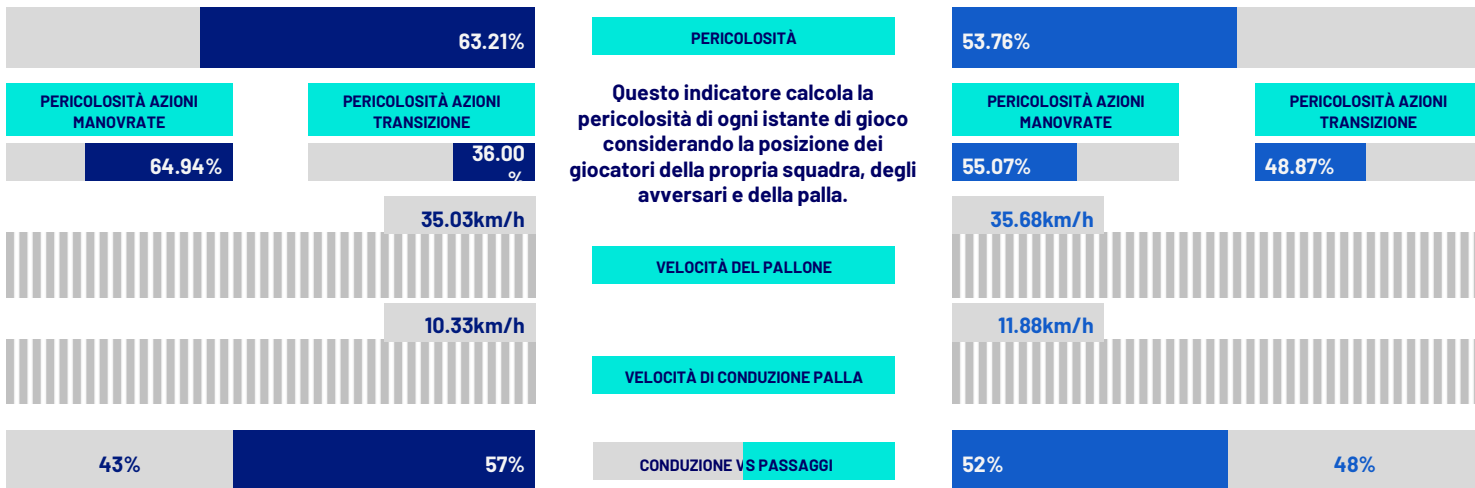 63.21%
PERICOLOSITÀ
53.76%
PERICOLOSITÀ AZIONI
MANOVRATE
PERICOLOSITÀ AZIONI
TRANSIZIONE
Questo indicatore calcola la
pericolosità di ogni istante di gioco
considerando la posizione dei
giocatori della propria squadra, degli
avversari e della palla.
PERICOLOSITÀ AZIONI
MANOVRATE
PERICOLOSITÀ AZIONI
TRANSIZIONE
64.94%
36.00
%
55.07%
48.87%
35.03km/h
35.68km/h
VELOCITÀ DEL PALLONE
10.33km/h
11.88km/h
VELOCITÀ DI CONDUZIONE PALLA
43%
57%
CONDUZIONE VS PASSAGGI
52%
48%